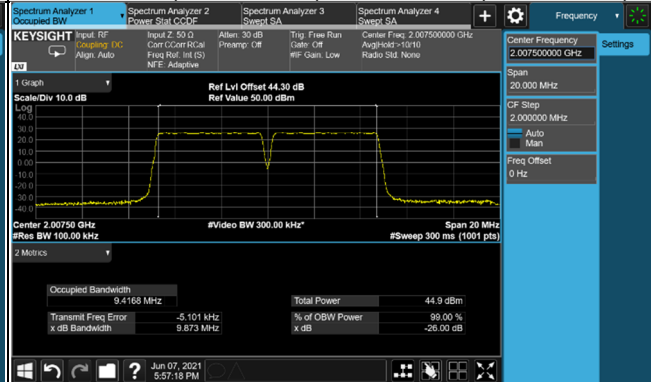 Spectrum Analyzer 1
Occupied BW
Spectrum Analyzer 2
Power Stat CCDF
Spectrum Analyzer 3
Swept SA
Spectrum Analyzer 4
Swept SA
+
Frequency
KEYSIGHT
Input: RF
Coupling: DC
Align: Auto
Input Z: 50 Ω
Corr CCorr RCal
Freq Ref: Int (S)
NFE: Adaptive
Atten: 30 dB
Preamp: Off
Trig: Free Run
Gate: Off
#IF Gain: Low
Center Freq: 2.007500000 GHz
Avg|Hold:>10/10
Radio Std: None
LXI
Center Frequency
2.007500000 GHz
Settings
Span
20.000 MHz
CF Step
2.000000 MHz
Auto
Man
Freq Offset
0 Hz
1 Graph
Scale/Div 10.0 dB
Ref Lvl Offset 44.30 dB
Ref Value 50.00 dBm
Log
40.0
30.0
20.0
10.0
0.00
-10.0
-20.0
-30.0
-40.0
Center 2.00750 GHz
#Res BW 100.00 kHz
#Video BW 300.00 kHz*
Span 20 MHz
#Sweep 300 ms (1001 pts)
2 Metrics
Occupied Bandwidth
9.4168 MHz
Total Power
44.9 dBm
Transmit Freq Error
-5.101 kHz
% of OBW Power
99.00 %
x dB Bandwidth
9.873 MHz
x dB
-26.00 dB
?
Jun 07, 2021
5:57:18 PM